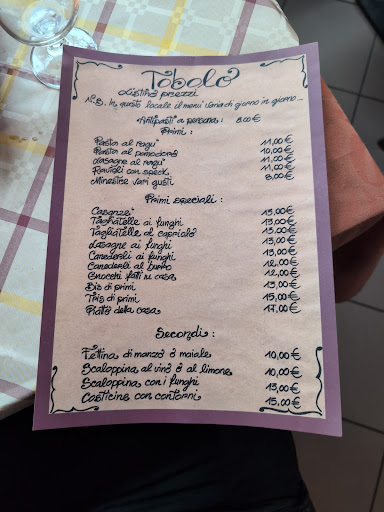 Tobolo
Listino prezzi
N.B. In questo locale il menu varia di giorno in giorno...
Antipasti a persona: 8.00€
Primi:
Pasta al ragu' 11,00€
Pasta al pomodoro 10,00€
Lasagne al ragu' 11,00€
Ravioli con speck 11,00€
Minestre vari gusti 8,00€
Primi speciali:
Casunzei 13,00€
Tagliatelle ai funghi 13,00€
Tagliatelle al capriolo 13,00€
Lasagne ai funghi 13,00€
Canederli ai funghi 13,00€
Canederli al burro 12,00€
Gnocchi fatti in casa 12,00€
Bis di primi 13,00€
Tris di primi 15,00€
Piatto della casa 17,00€
Secondi:
Fettina di manzo o maiale 10,00€
Scaloppina al vino o al limone 10,00€
Scaloppina con i funghi 13,00€
Costicine con contorni 15,00€